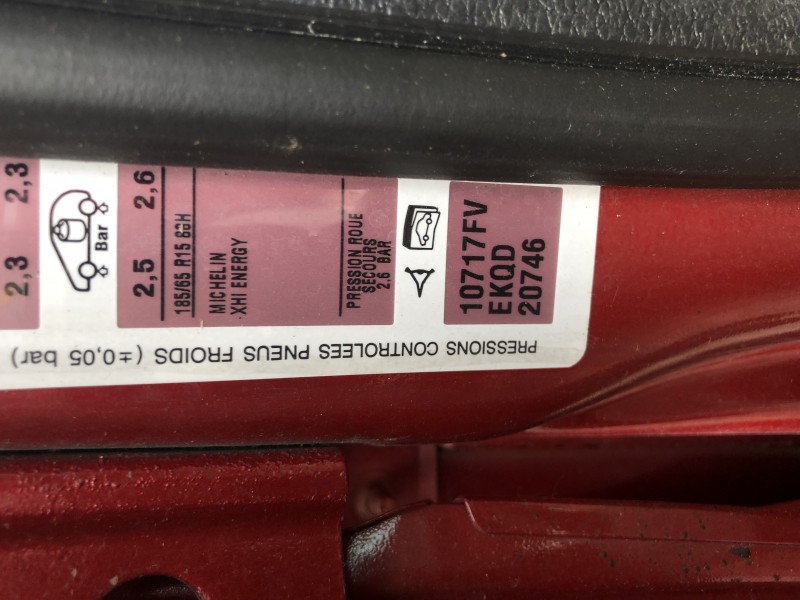 2,3 2,3
Bar
2,5 2,6
185/65 R15 88H
MICHELIN
XHI ENERGY
PRESSION ROUE
SECOURS
2,6 BAR
10717FV
EKQD
20746
PRESSIONS CONTROLEES PNEUS FROIDS (±0,05 bar)